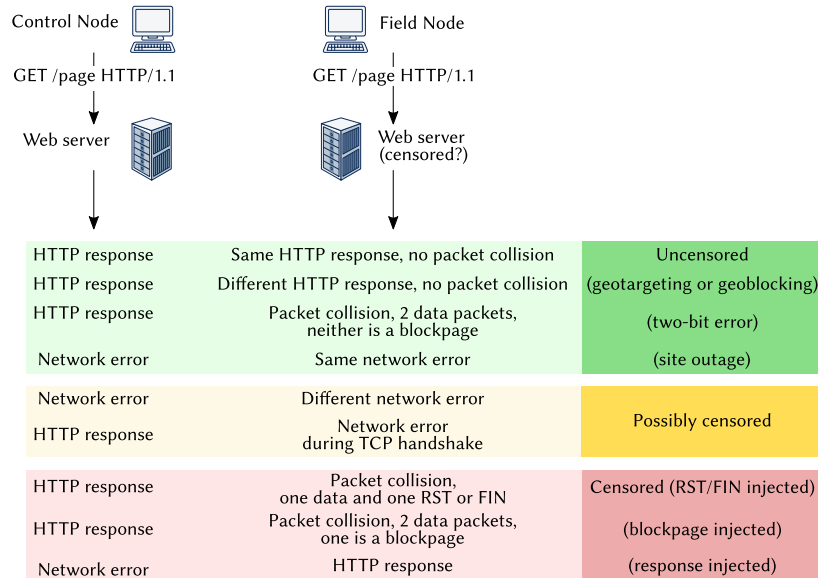 Control Node
Field Node
GET /page HTTP/1.1
GET /page HTTP/1.1
Web server
Web server
(censored?)
HTTP response
Same HTTP response, no packet collision
Uncensored
HTTP response
Different HTTP response, no packet collision
(geotargeting or geoblocking)
HTTP response
Packet collision, 2 data packets,
neither is a blockpage
(two-bit error)
Network error
Same network error
(site outage)
Network error
Different network error
Possibly censored
HTTP response
Network error
during TCP handshake
HTTP response
Packet collision,
one data and one RST or FIN
Censored (RST/FIN injected)
HTTP response
Packet collision, 2 data packets,
one is a blockpage
(blockpage injected)
Network error
HTTP response
(response injected)